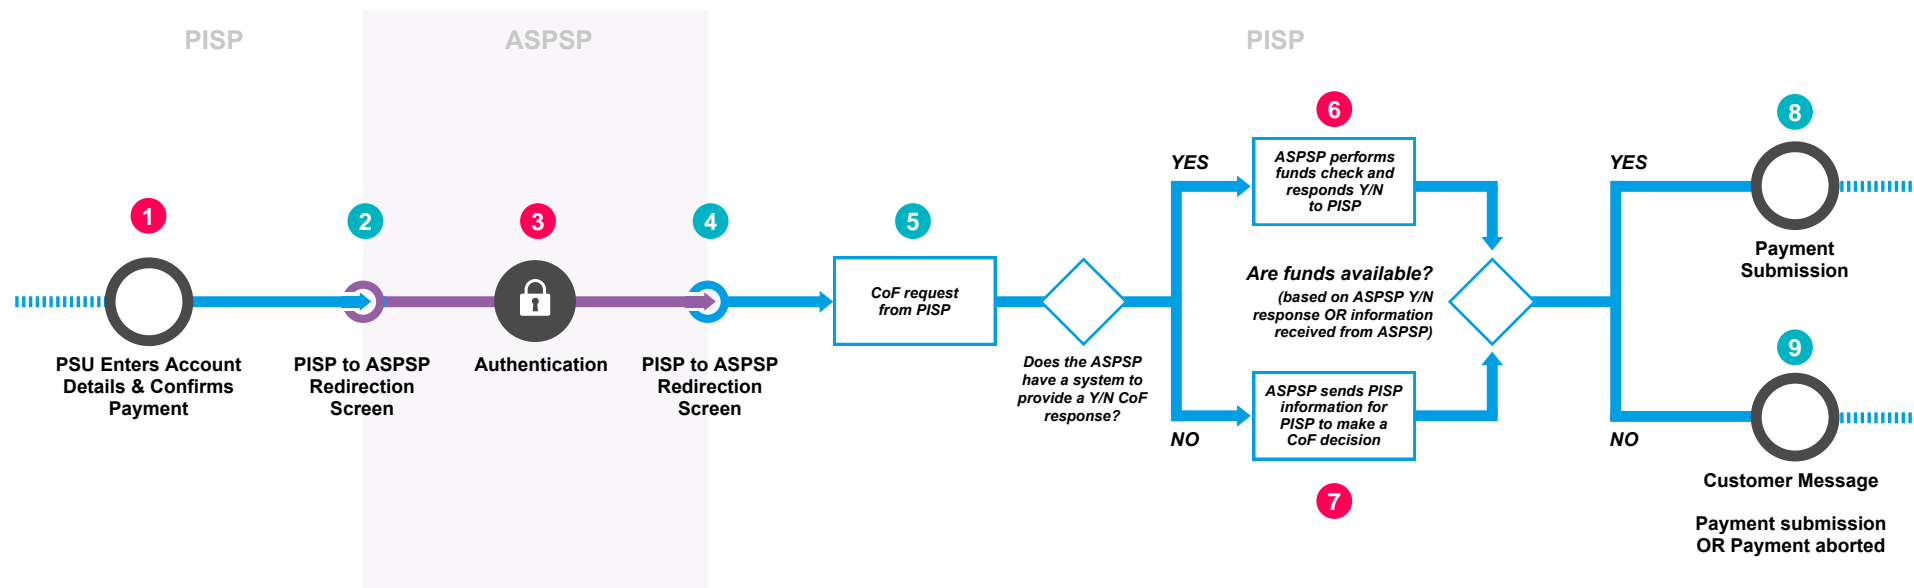 PISP
ASPSP
PISP
1
PSU Enters Account
Details & Confirms
Payment
2
PISP to ASPSP
Redirection
Screen
3
Authentication
4
PISP to ASPSP
Redirection
Screen
5
CoF request
from PISP
Does the ASPSP
have a system to
provide a Y/N CoF
response?
YES
6
ASPSP performs
funds check and
responds Y/N
to PISP
NO
ASPSP sends PISP
information for
PISP to make a
CoF decision
7
Are funds available?
(based on ASPSP Y/N
response OR information
received from ASPSP)
YES
8
Payment
Submission
NO
9
Customer Message
Payment submission
OR Payment aborted